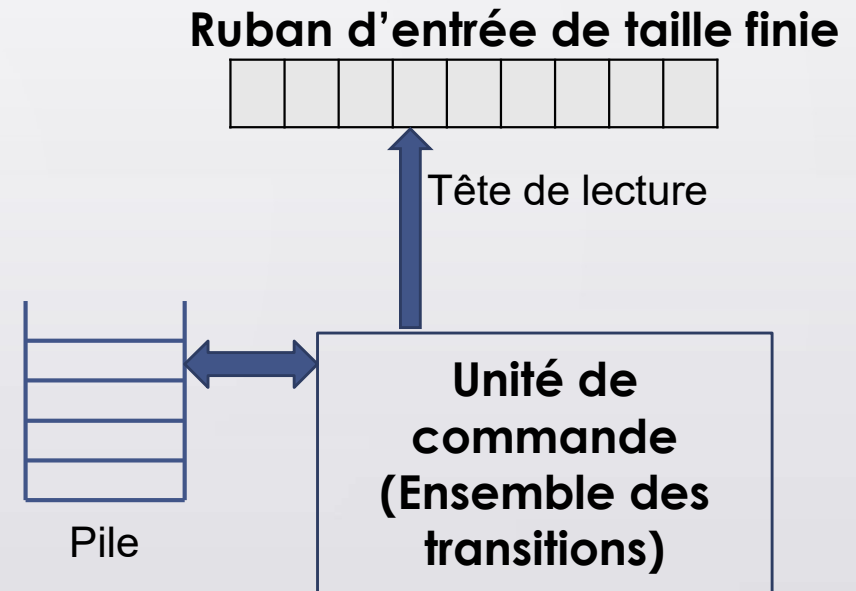 Ruban d’entrée de taille finie
Tête de lecture
Unité de
commande
(Ensemble des
transitions)
Pile